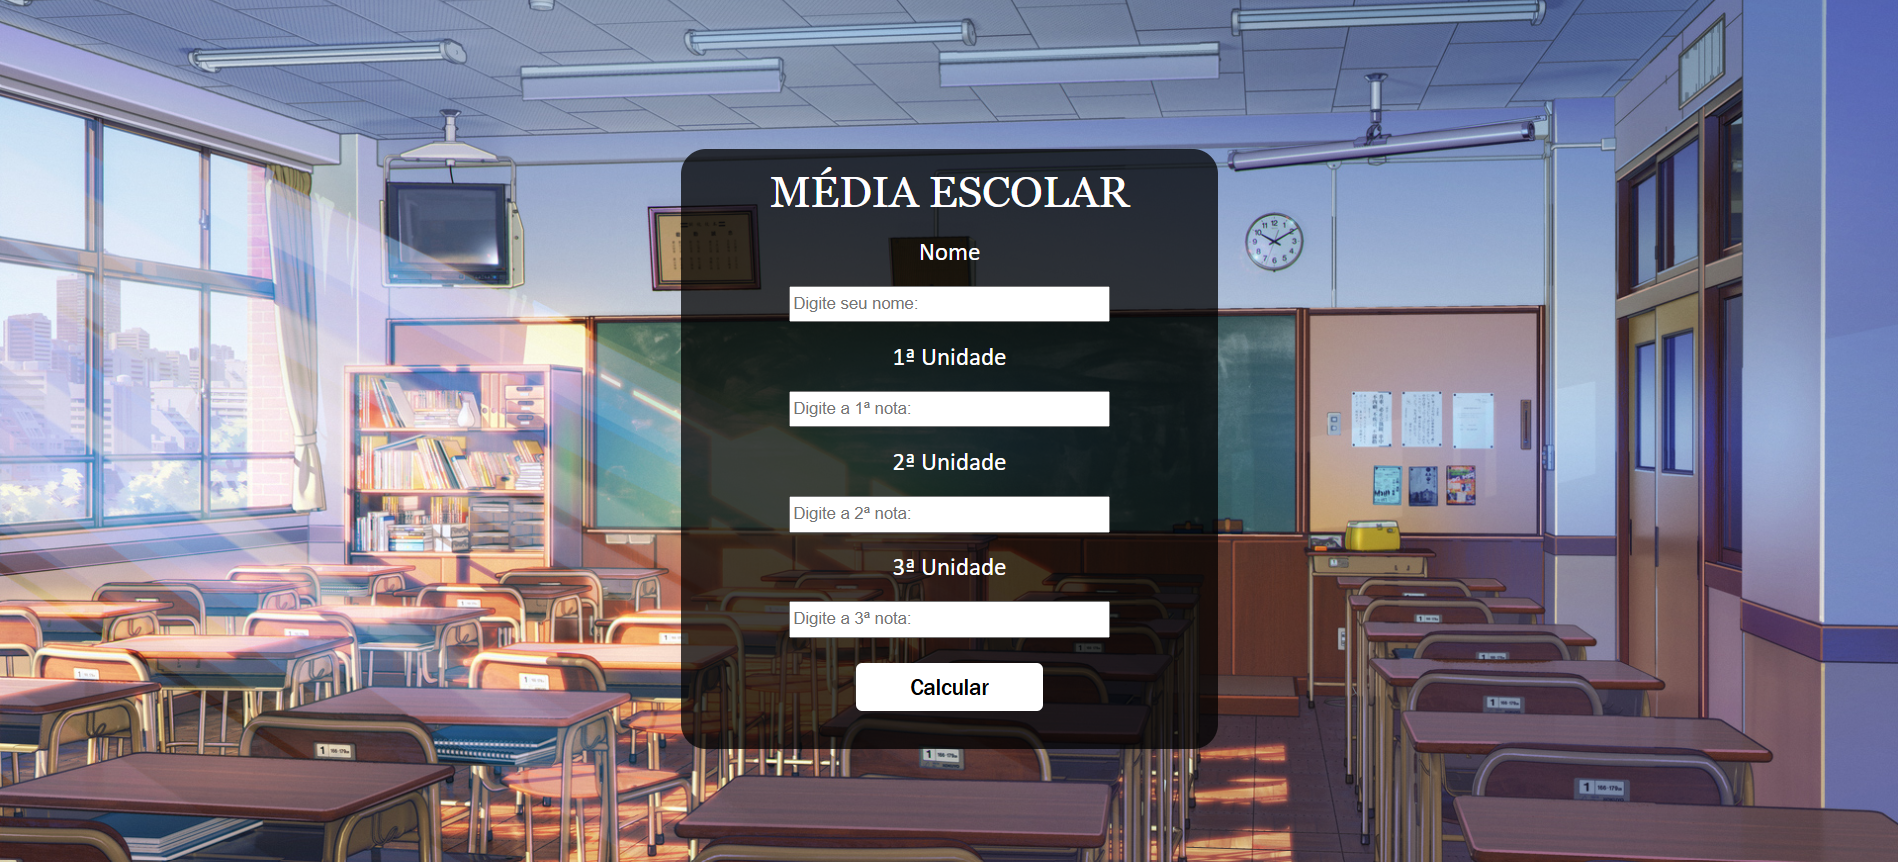 MÉDIA ESCOLAR
Nome
Digite seu nome:
1ª Unidade
Digite a 1ª nota:
2ª Unidade
Digite a 2ª nota:
3ª Unidade
Digite a 3ª nota:
Calcular